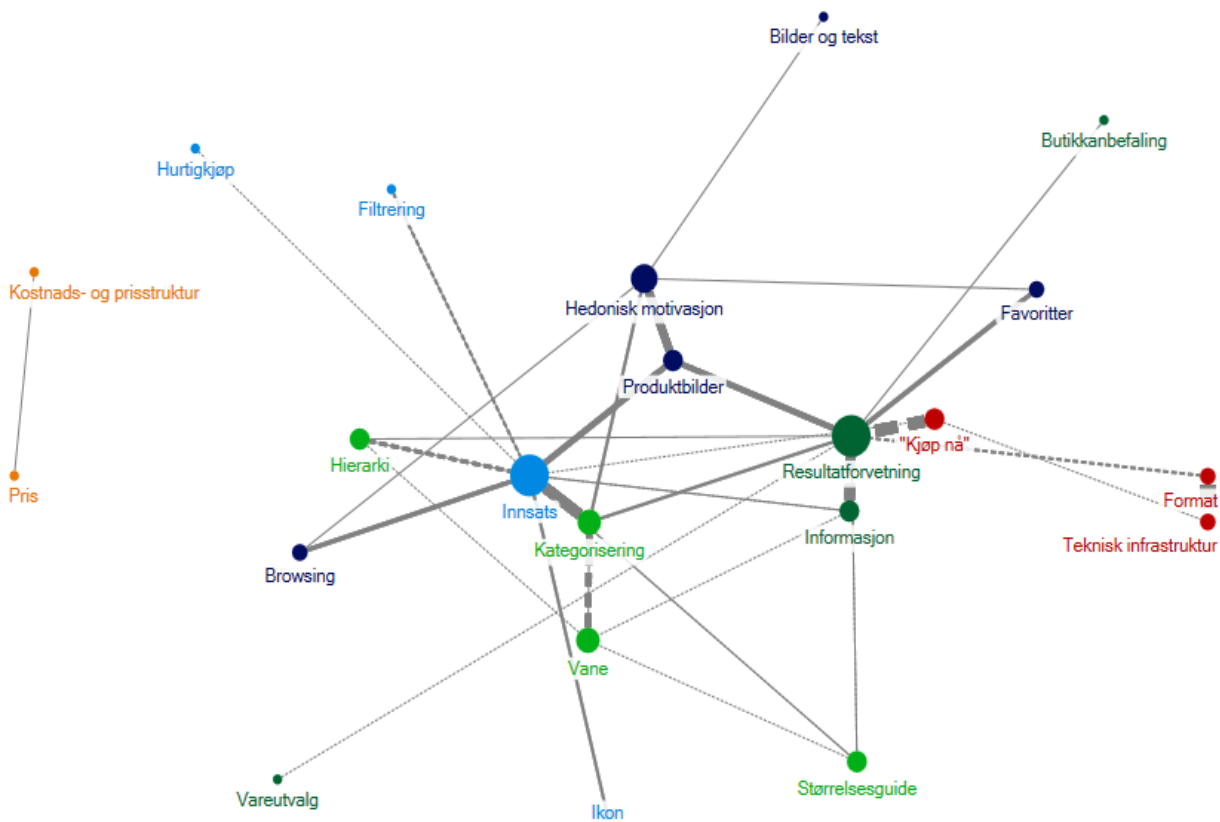 Bilder og tekst
Butikkanbefaling
Hurtigkjøp
Filtrering
Kostnads- og prisstruktur
Hedonisk motivasjon
Favoritter
Produktbilder
"Kjøp nå"
Hierarki
Resultatforvetning
Pris
Innsats
Format
Informasjon
Teknisk infrastruktur
Kategorisering
Browsing
Vane
Størrelsesguide
Vareutvalg
Ikon